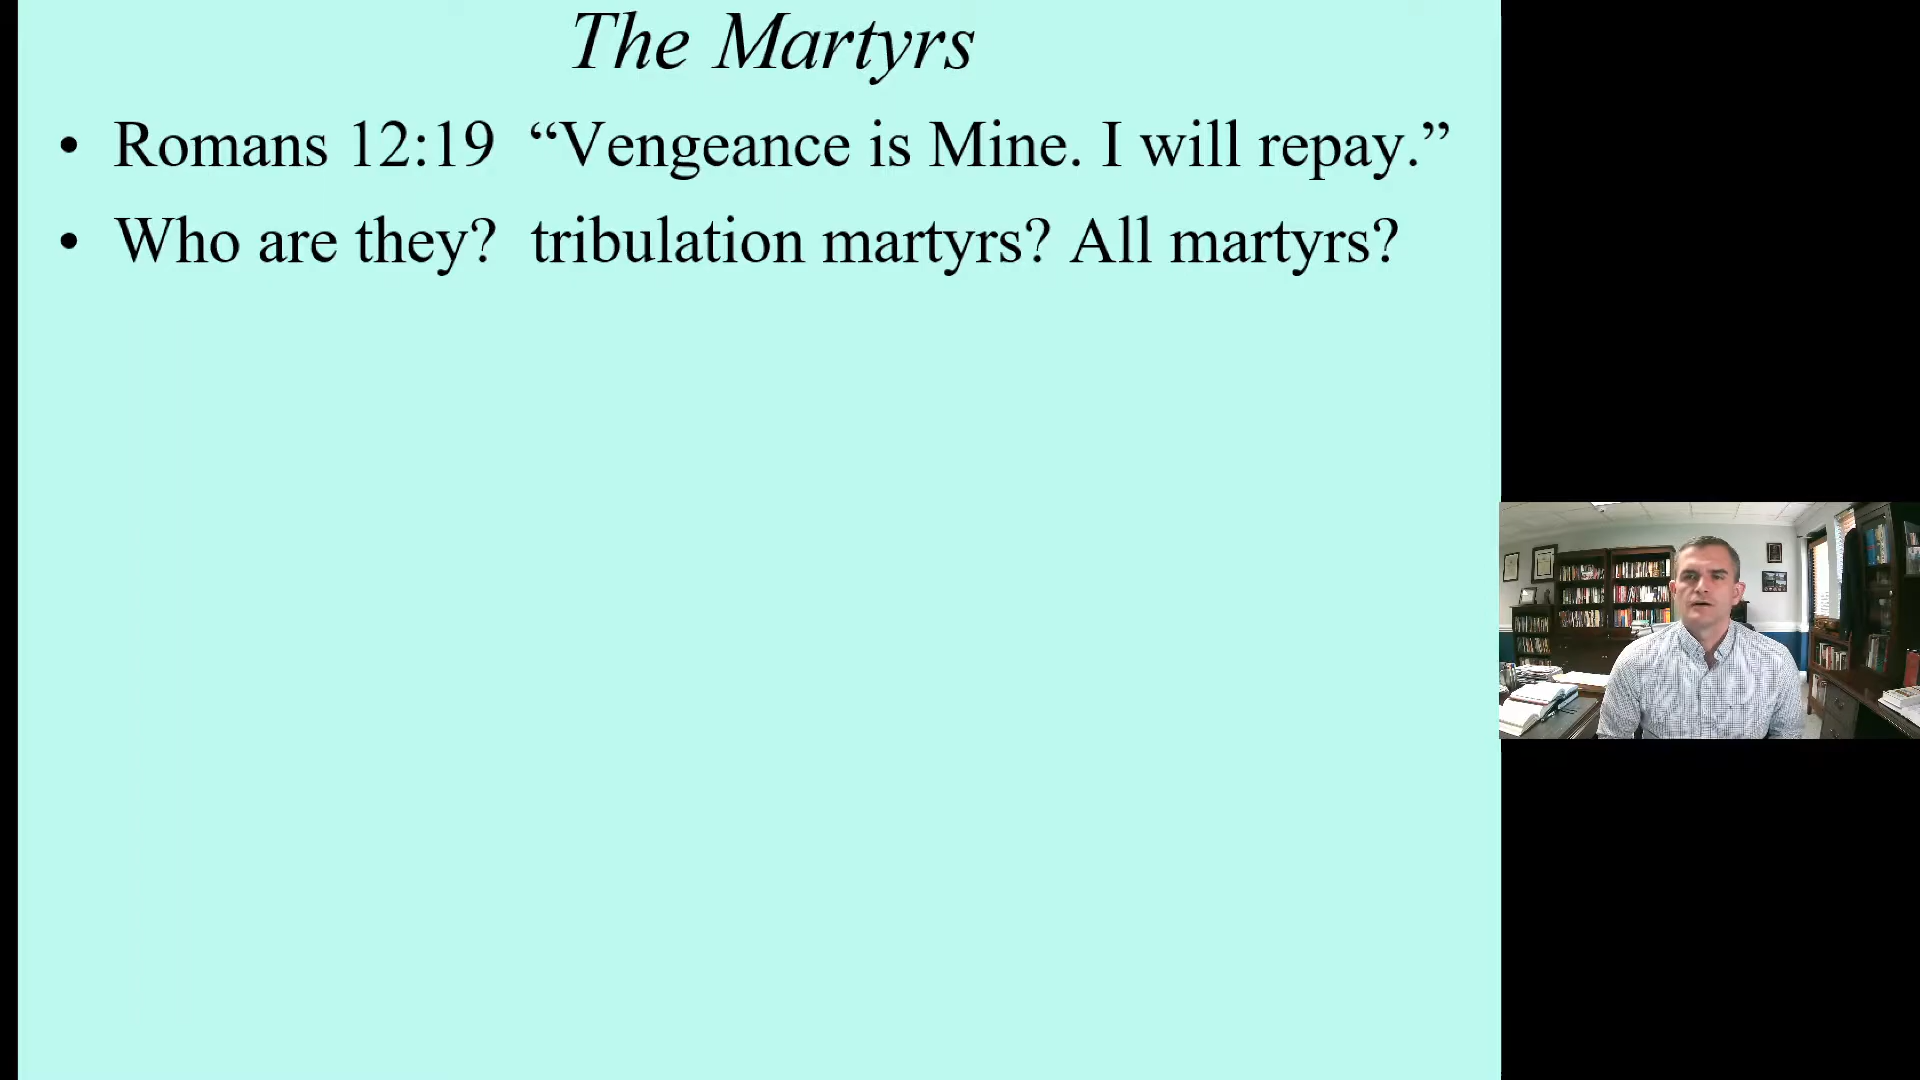 The Martyrs
• Romans 12:19 “Vengeance is Mine. I will repay.”
• Who are they? tribulation martyrs? All martyrs?